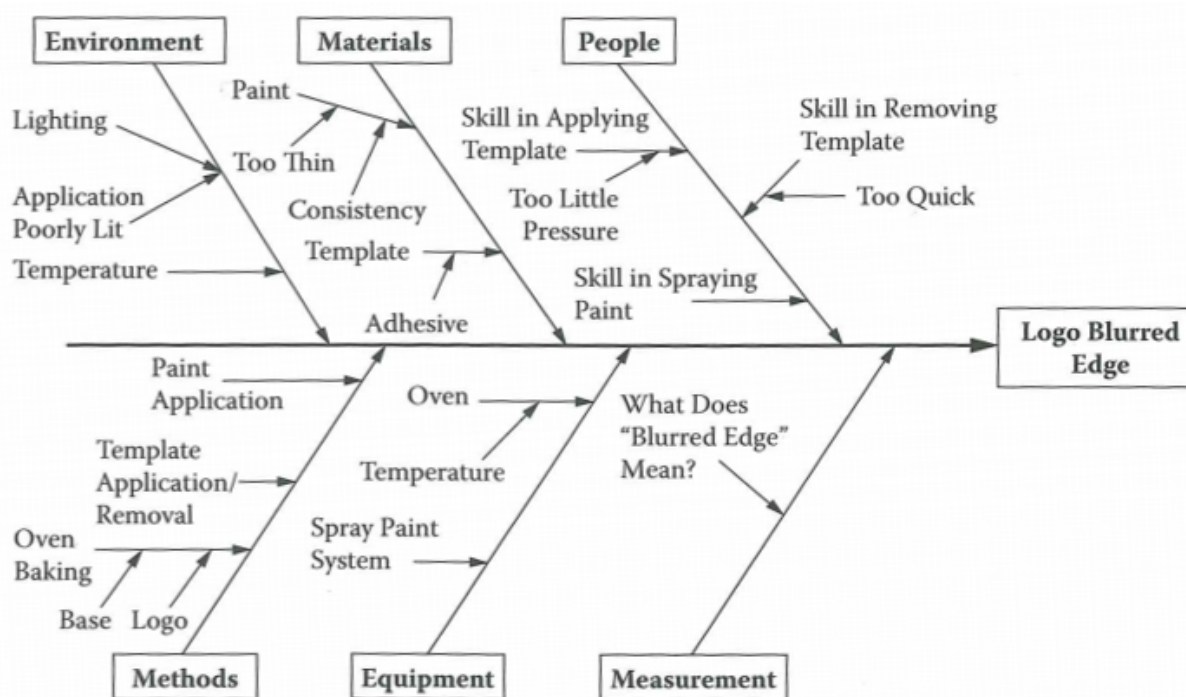 Environment
Materials
People
Paint
Lighting
Skill in Applying
Template
Skill in Removing
Template
Too Thin
Application
Poorly Lit
Consistency
Too Little
Pressure
Too Quick
Template
Temperature
Skill in Spraying
Paint
Adhesive
Logo Blurred
Edge
Paint
Application
Oven
What Does
"Blurred Edge"
Mean?
Template
Application/
Removal
Temperature
Oven
Baking
Spray Paint
System
Base
Logo
Methods
Equipment
Measurement